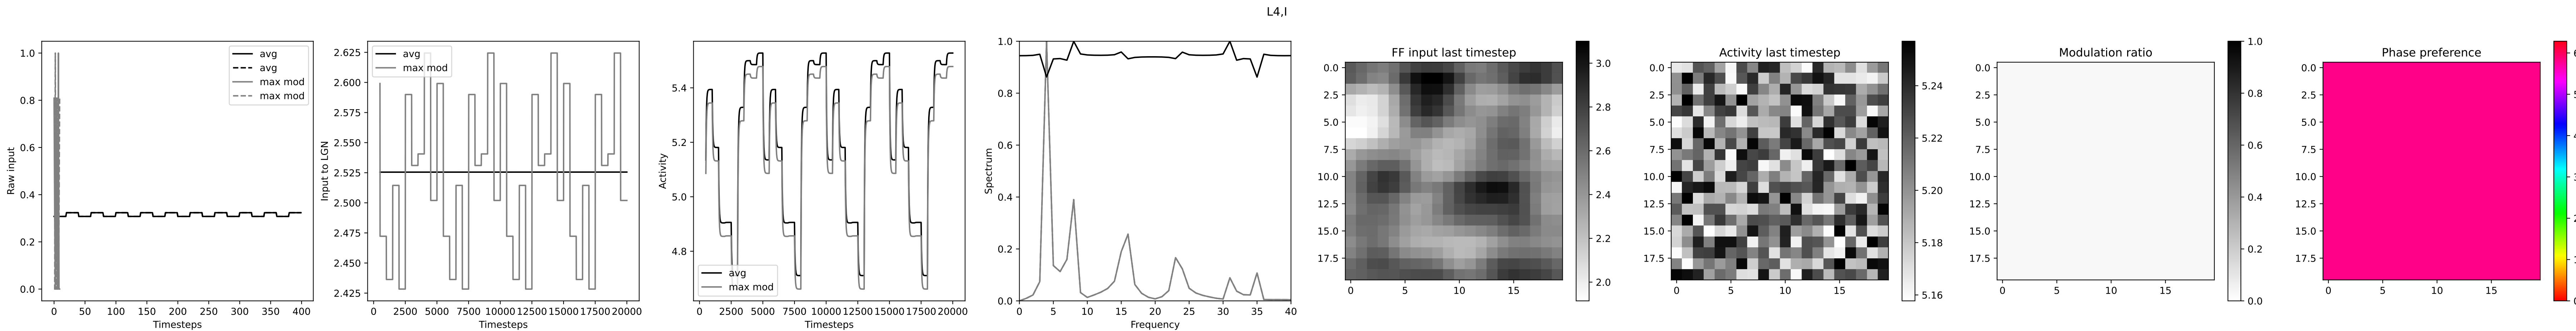 L4,I
Raw input
1.0
0.8
0.6
0.4
0.2
0.0
avg
avg
max mod
max mod
0 50 100 150 200 250 300 350 400
Timesteps
Input to LGN
2.625
2.600
2.575
2.550
2.525
2.500
2.475
2.450
2.425
avg
max mod
0 2500 5000 7500 10000 12500 15000 17500 20000
Timesteps
Activity
5.4
5.2
5.0
4.8
avg
max mod
0 2500 5000 7500 10000 12500 15000 17500 20000
Timesteps
Spectrum
1.0
0.8
0.6
0.4
0.2
0.0
0 5 10 15 20 25 30 35 40
Frequency
FF input last timestep
0.0
2.5
5.0
7.5
10.0
12.5
15.0
17.5
0 5 10 15
3.0
2.8
2.6
2.4
2.2
2.0
Activity last timestep
0.0
2.5
5.0
7.5
10.0
12.5
15.0
17.5
0 5 10 15
5.24
5.22
5.20
5.18
5.16
Modulation ratio
0.0
2.5
5.0
7.5
10.0
12.5
15.0
17.5
0 5 10 15
1.0
0.8
0.6
0.4
0.2
0.0
Phase preference
0.0
2.5
5.0
7.5
10.0
12.5
15.0
17.5
0 5 10 15